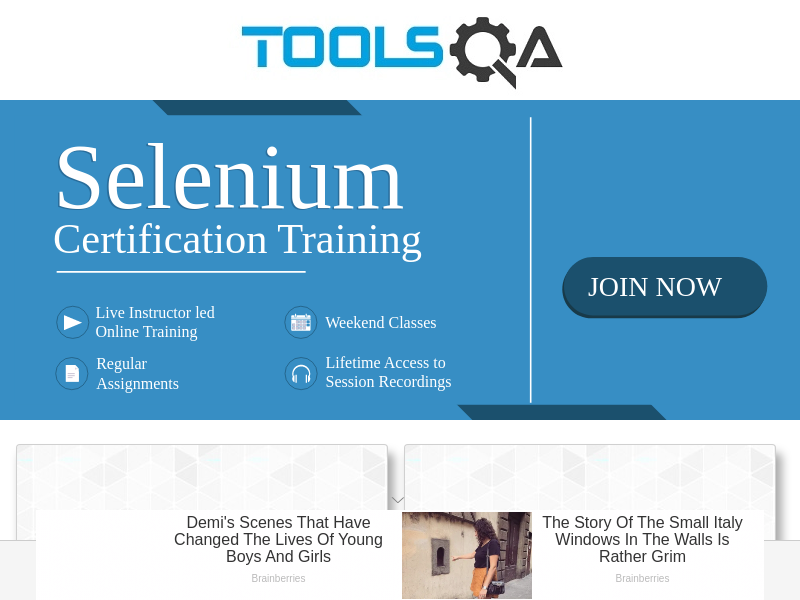 TOOLSQA
Selenium
Certification Training
Live Instructor led
Online Training
Weekend Classes
Regular
Assignments
Lifetime Access to
Session Recordings
JOIN NOW
Demi's Scenes That Have
Changed The Lives Of Young
Boys And Girls
Brainberries
The Story Of The Small Italy
Windows In The Walls Is
Rather Grim
Brainberries